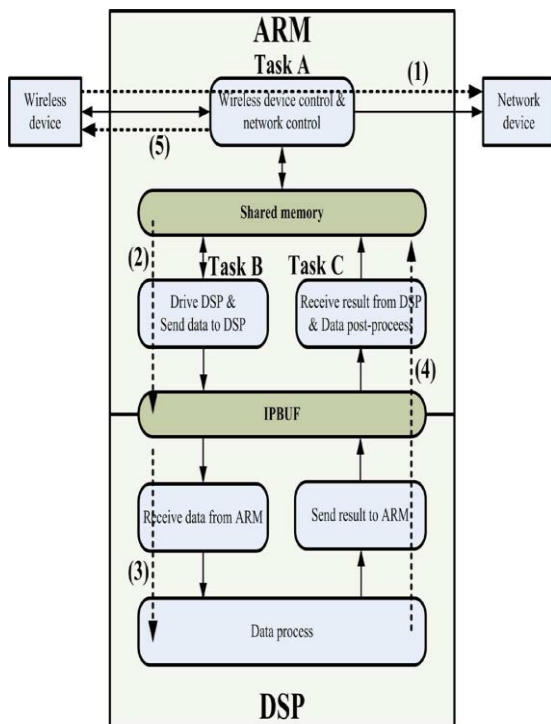 ARM
Task A
(1)
Wireless
device
Wireless device control &
network control
Network
device
(5)
Shared memory
(2)
Task B
Task C
Drive DSP &
Send data to DSP
Receive result from DSP
& Data post-proceess
(4)
IPBUF
Receive data from ARM
Send result to ARM
(3)
Data process
DSP